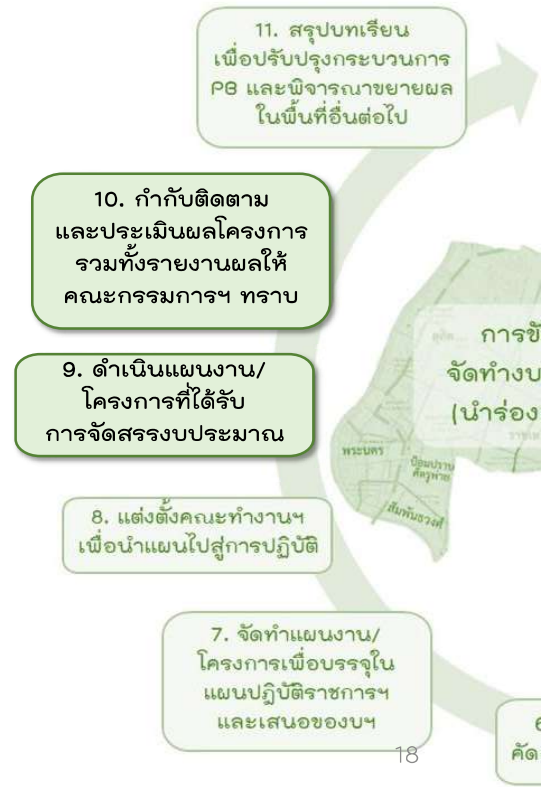 11. สรุปบทเรียน
เพื่อปรับปรุงกระบวนการ
PB และพิจารณาขยายผล
ในพื้นที่อื่นต่อไป
10. กำกับติดตาม
และประเมินผลโครงการ
รวมทั้งรายงานผลให้
คณะกรรมการฯ ทราบ
การขั
จัดทำงบ
(นำร่อง
9. ดำเนินแผนงาน/
โครงการที่ได้รับ
การจัดสรรงบประมาณ
พระนคร
ป้อมปราบ
ศัตรูพ่าย
สัมพันธวงศ์
8. แต่งตั้งคณะทำงานฯ
เพื่อนำแผนไปสู่การปฏิบัติ
7. จัดทำแผนงาน/
โครงการเพื่อบรรจุใน
แผนปฏิบัติราชการฯ
และเสนอของบฯ
18
6
คัด